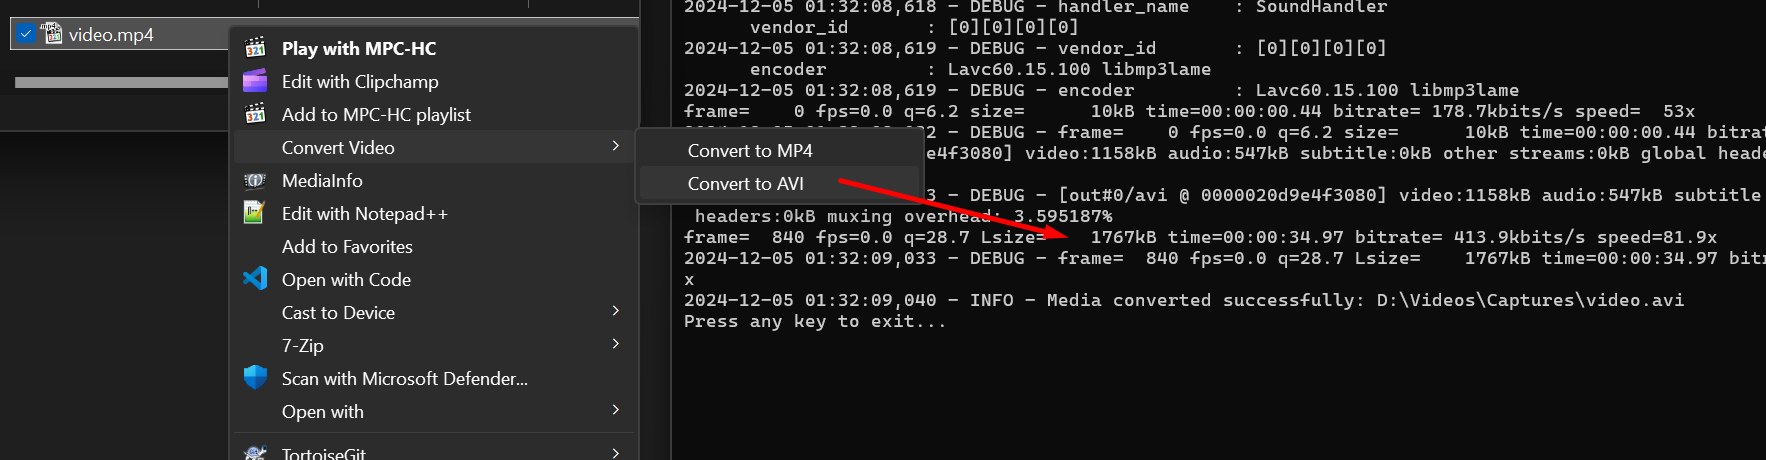 video.mp4
Play with MPC-HC
Edit with Clipchamp
Add to MPC-HC playlist
Convert Video
MediaInfo
Edit with Notepad++
Add to Favorites
Open with Code
Cast to Device
7-Zip
Scan with Microsoft Defender...
Open with
TortoiseGit
Convert to MP4
Convert to AVI
2024-12-05 01:32:08,618 - DEBUG - handler_name    : SoundHandler
vendor_id       : [0][0][0][0]
2024-12-05 01:32:08,619 - DEBUG - vendor_id       : [0][0][0][0]
encoder         : Lavc60.15.100 libmp3lame
2024-12-05 01:32:08,619 - DEBUG - encoder         : Lavc60.15.100 libmp3lame
frame=    0 fps=0.0 q=6.2 size=      10kB time=00:00:00.44 bitrate= 178.7kbits/s speed=  53x
2 - DEBUG - frame=    0 fps=0.0 q=6.2 size=      10kB time=00:00:00.44 bitrat
e4f3080] video:1158kB audio:547kB subtitle:0kB other streams:0kB global heade
3 - DEBUG - [out#0/avi @ 0000020d9e4f3080] video:1158kB audio:547kB subtitle
headers:0kB muxing overhead: 3.595187%
frame=  840 fps=0.0 q=28.7 Lsize=    1767kB time=00:00:34.97 bitrate= 413.9kbits/s speed=81.9x
2024-12-05 01:32:09,033 - DEBUG - frame=  840 fps=0.0 q=28.7 Lsize=    1767kB time=00:00:34.97 bitr
x
2024-12-05 01:32:09,040 - INFO - Media converted successfully: D:\Videos\Captures\video.avi
Press any key to exit...